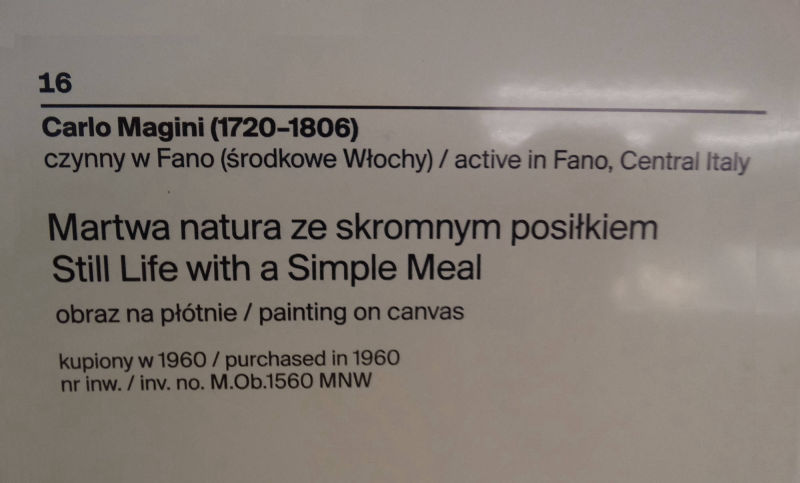 16
Carlo Magini (1720–1806)
czynny w Fano (środkowe Włochy) / active in Fano, Central Italy
Martwa natura ze skromnym posiłkiem
Still Life with a Simple Meal
obraz na płótnie / painting on canvas
kupiony w 1960 / purchased in 1960
nr inw. / inv. no. M.Ob.1560 MNW